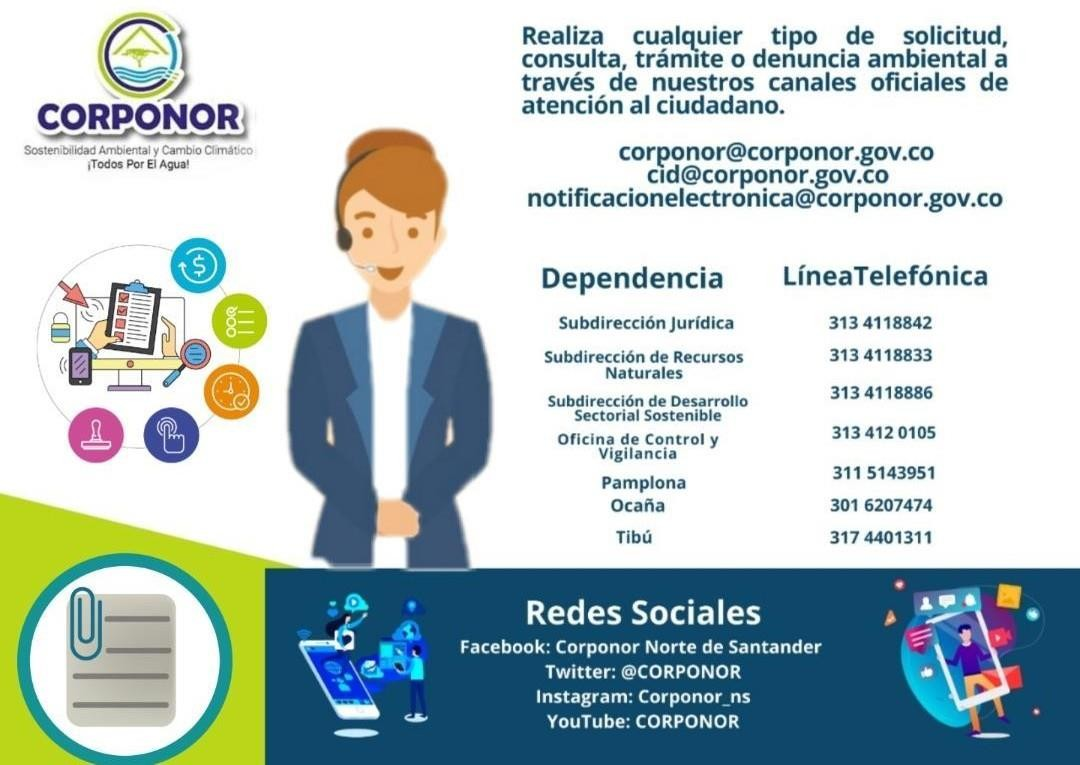 CORPONOR
Sostenibilidad Ambiental y Cambio Climático
¡Todos Por El Agua!
Realiza cualquier tipo de solicitud,
consulta, trámite o denuncia ambiental a
través de nuestros canales oficiales de
atención al ciudadano.
corponor@corponor.gov.co
cid@corponor.gov.co
notificacionelectronica@corponor.gov.co
Dependencia LíneaTelefónica
Subdirección Jurídica 313 4118842
Subdirección de Recursos 313 4118833
Naturales
Subdirección de Desarrollo 313 4118886
Sectorial Sostenible
Oficina de Control y 313 412 0105
Vigilancia
Pamplona 311 5143951
Ocaña 301 6207474
Tibú 317 4401311
Redes Sociales
Facebook: Corponor Norte de Santander
Twitter: @CORPONOR
Instagram: Corponor_ns
YouTube: CORPONOR